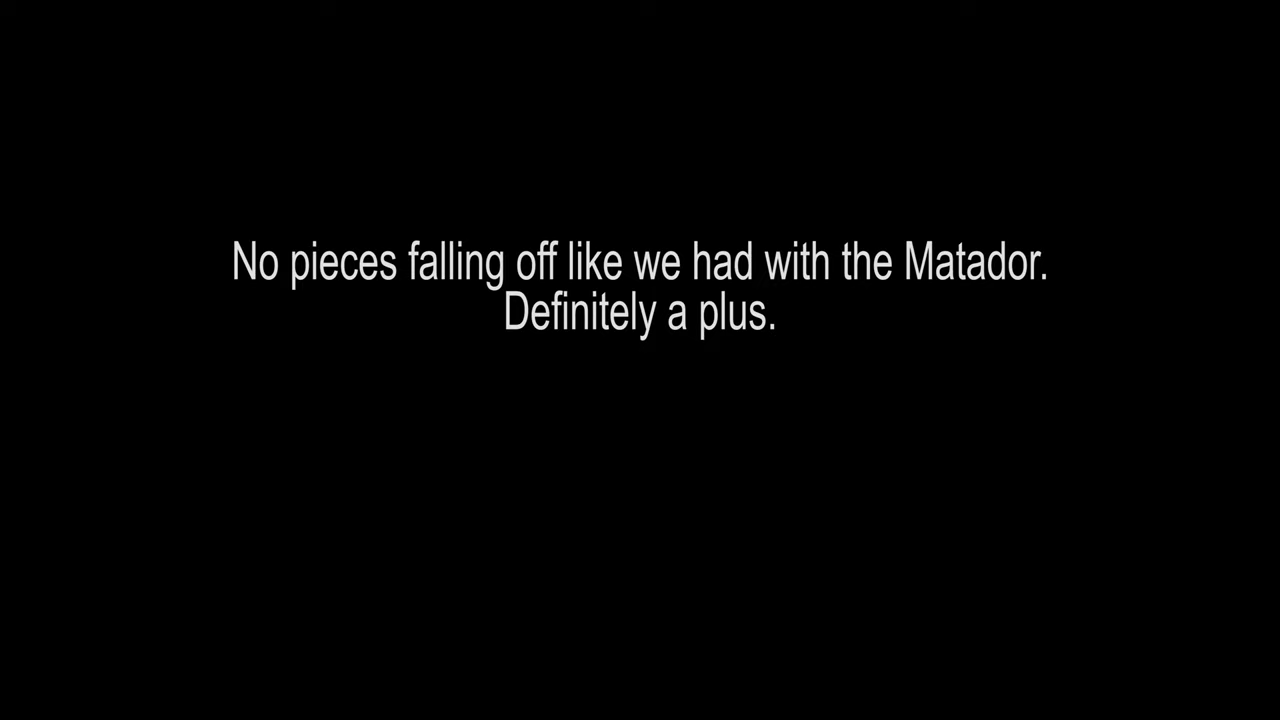 No pieces falling off like we had with the Matador.
Definitely a plus.